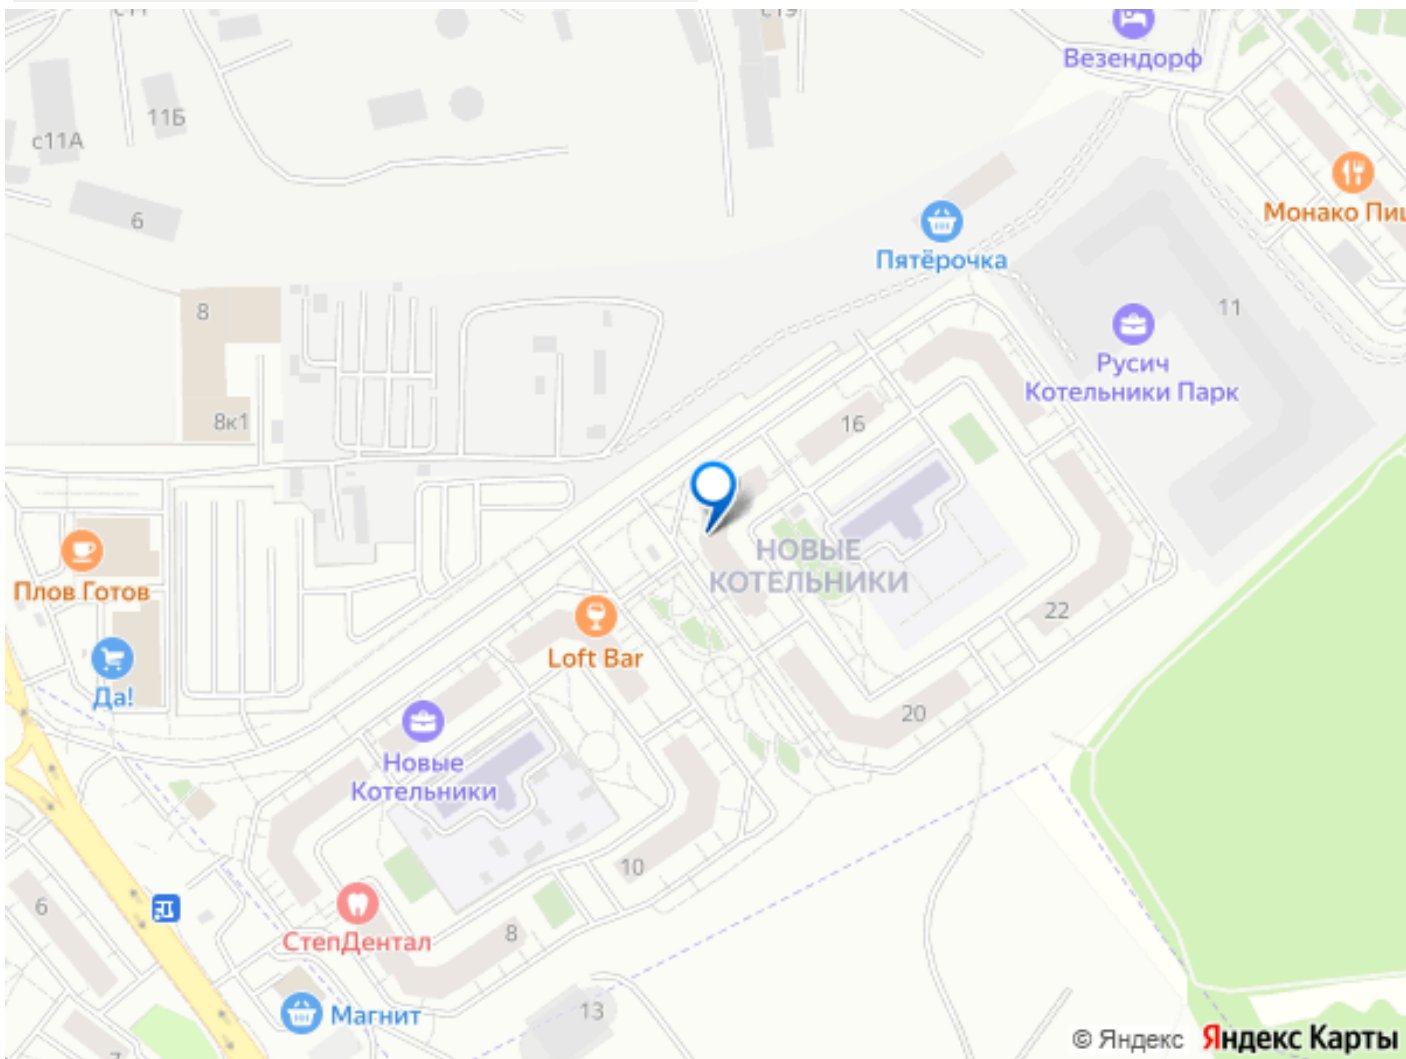 Везендорф
11Б
с11А
Монако Пиц
6
Пятёрочка
8
11
Русич
Котельники Парк
8к1
16
НОВЫЕ
КОТЕЛЬНИКИ
Плов Готов
22
Loft Bar
Да!
20
Новые
Котельники
10
6
8
СтепДентал
13
Магнит
7
© Яндекс Яндекс Карты